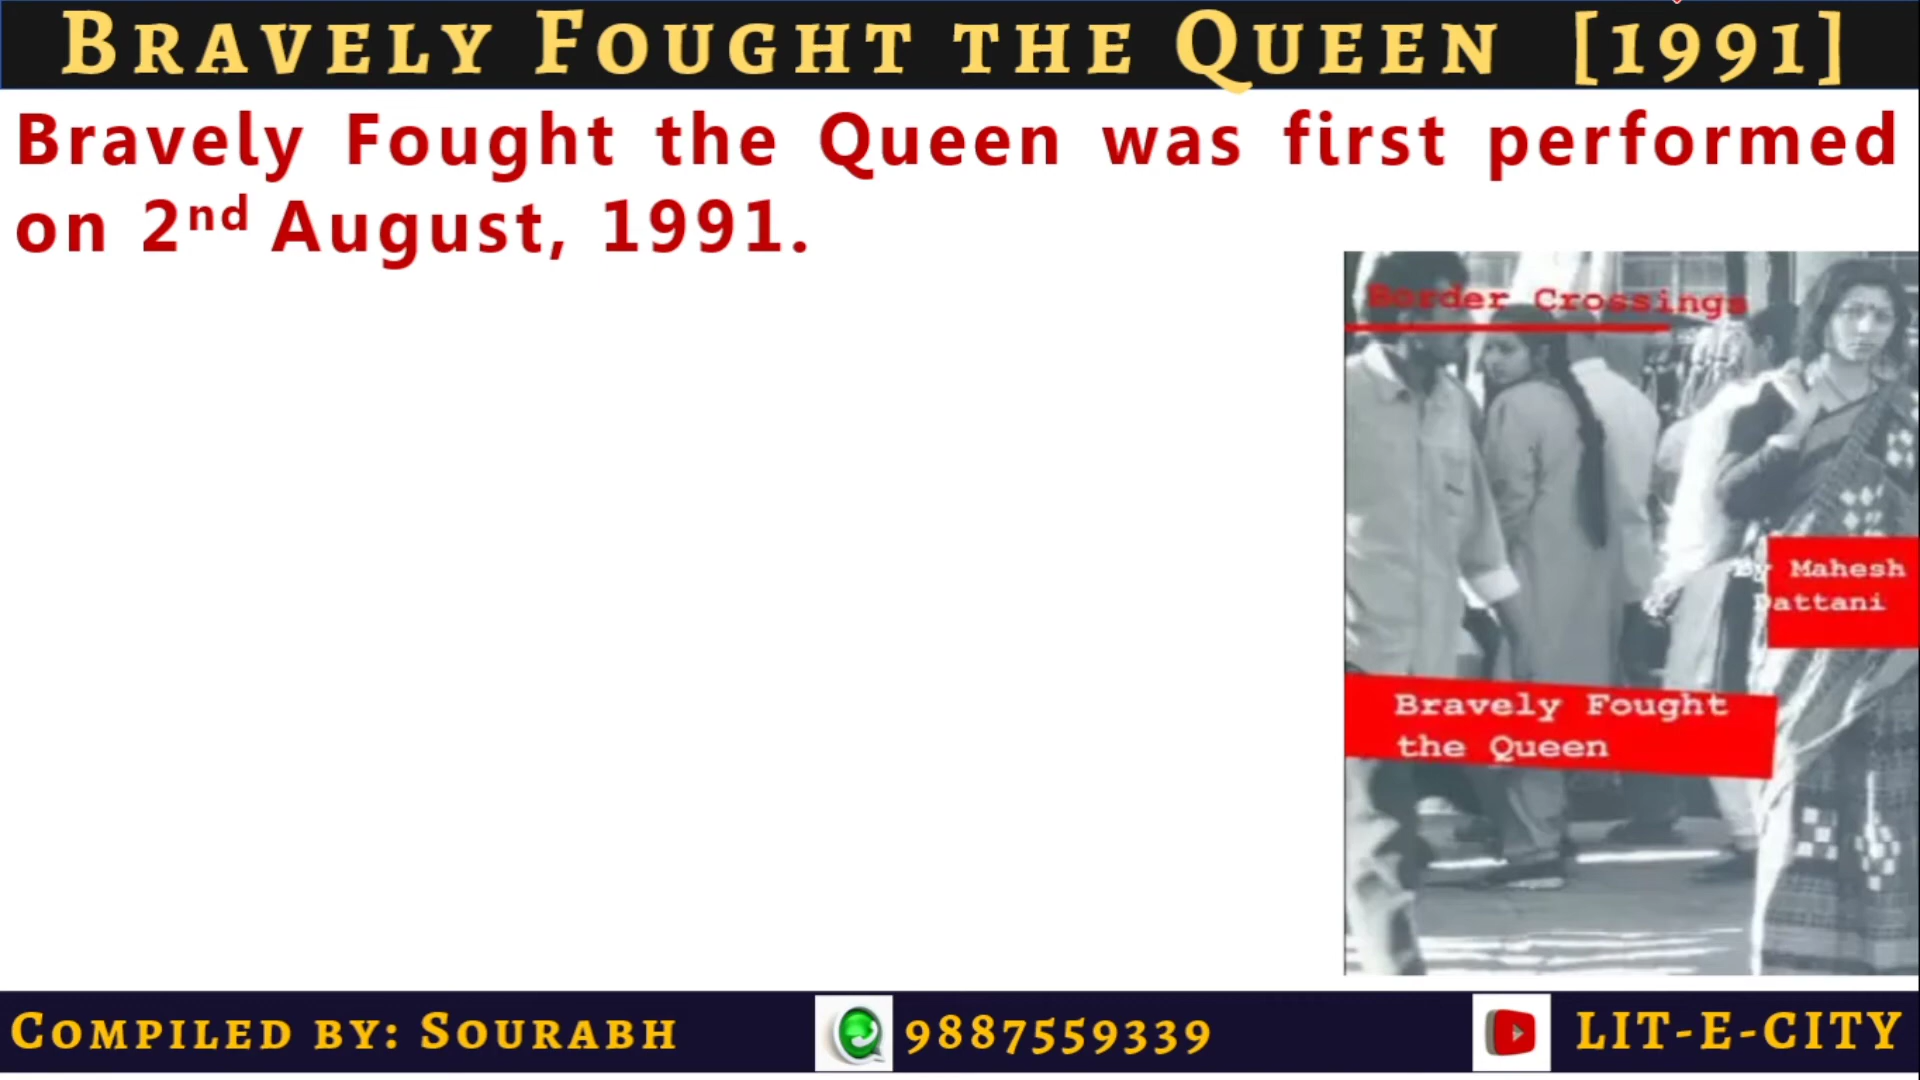 BRAVELY FOUGHT THE QUEEN [1991]
Bravely Fought the Queen was first performed
on 2nd August, 1991.
Border Crossings
By Mahesh
Dattani
Bravely Fought
the Queen
COMPILED BY: SOURABH
9887559339
LIT-E-CITY